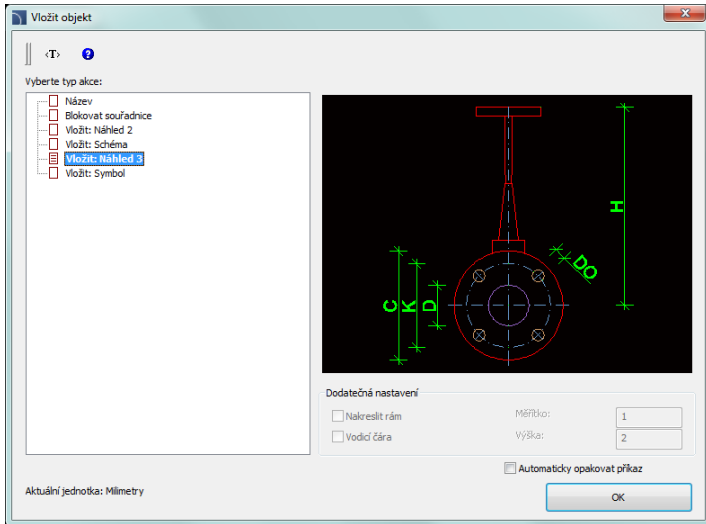 Vložit objekt
<T>
?
Vyberte typ akce:
Název
Blokovat souřadnice
Vložit: Náhled 2
Vložit: Schéma
Vložit: Náhled 3
Vložit: Symbol
H
DO
C K D
Dodatečná nastavení
Nakreslit rám Měřítko: 1
Vodicí čára Výška: 2
Automaticky opakovat příkaz
Aktuální jednotka: Milimetry
OK